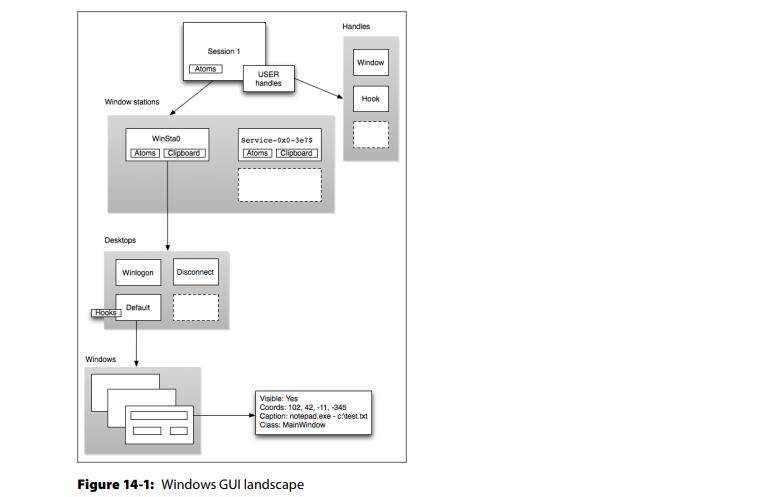 Handles
Session 1
Atoms
USER
handles
Window
Hook
Window stations
WinSta0
Atoms
Clipboard
Service-0x0-3e7$
Atoms
Clipboard
Desktops
Winlogon
Disconnect
Default
Hooks
Windows
Visible: Yes
Coords: 102, 42, -11, -345
Caption: notepad.exe - c:\test.txt
Class: MainWindow
Figure 14-1: Windows GUI landscape